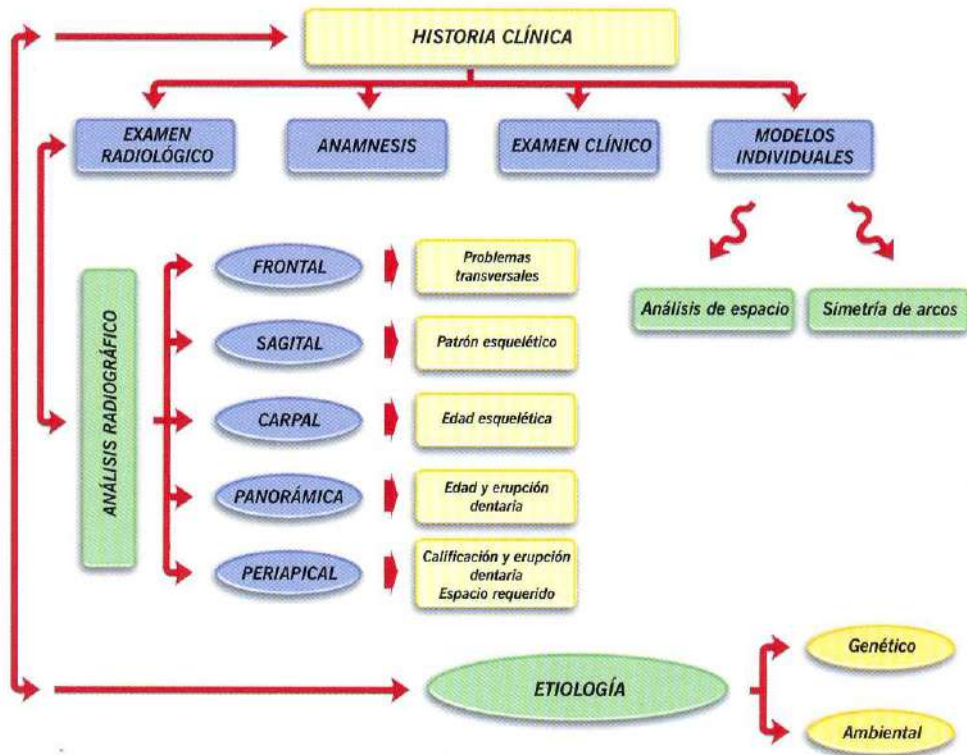 HISTORIA CLÍNICA
EXAMEN
RADIOLÓGICO
ANAMNESIS
EXAMEN CLÍNICO
MODELOS
INDIVIDUALES
ANÁLISIS RADIOGRÁFICO
FRONTAL
Problemas
transversales
SAGITAL
Patrón esquelético
CARPAL
Edad esquelética
PANORÁMICA
Edad y erupción
dentaria
PERIAPICAL
Calificación y erupción
dentaria
Espacio requerido
Análisis de espacio
Simetría de arcos
ETIOLOGÍA
Genético
Ambiental